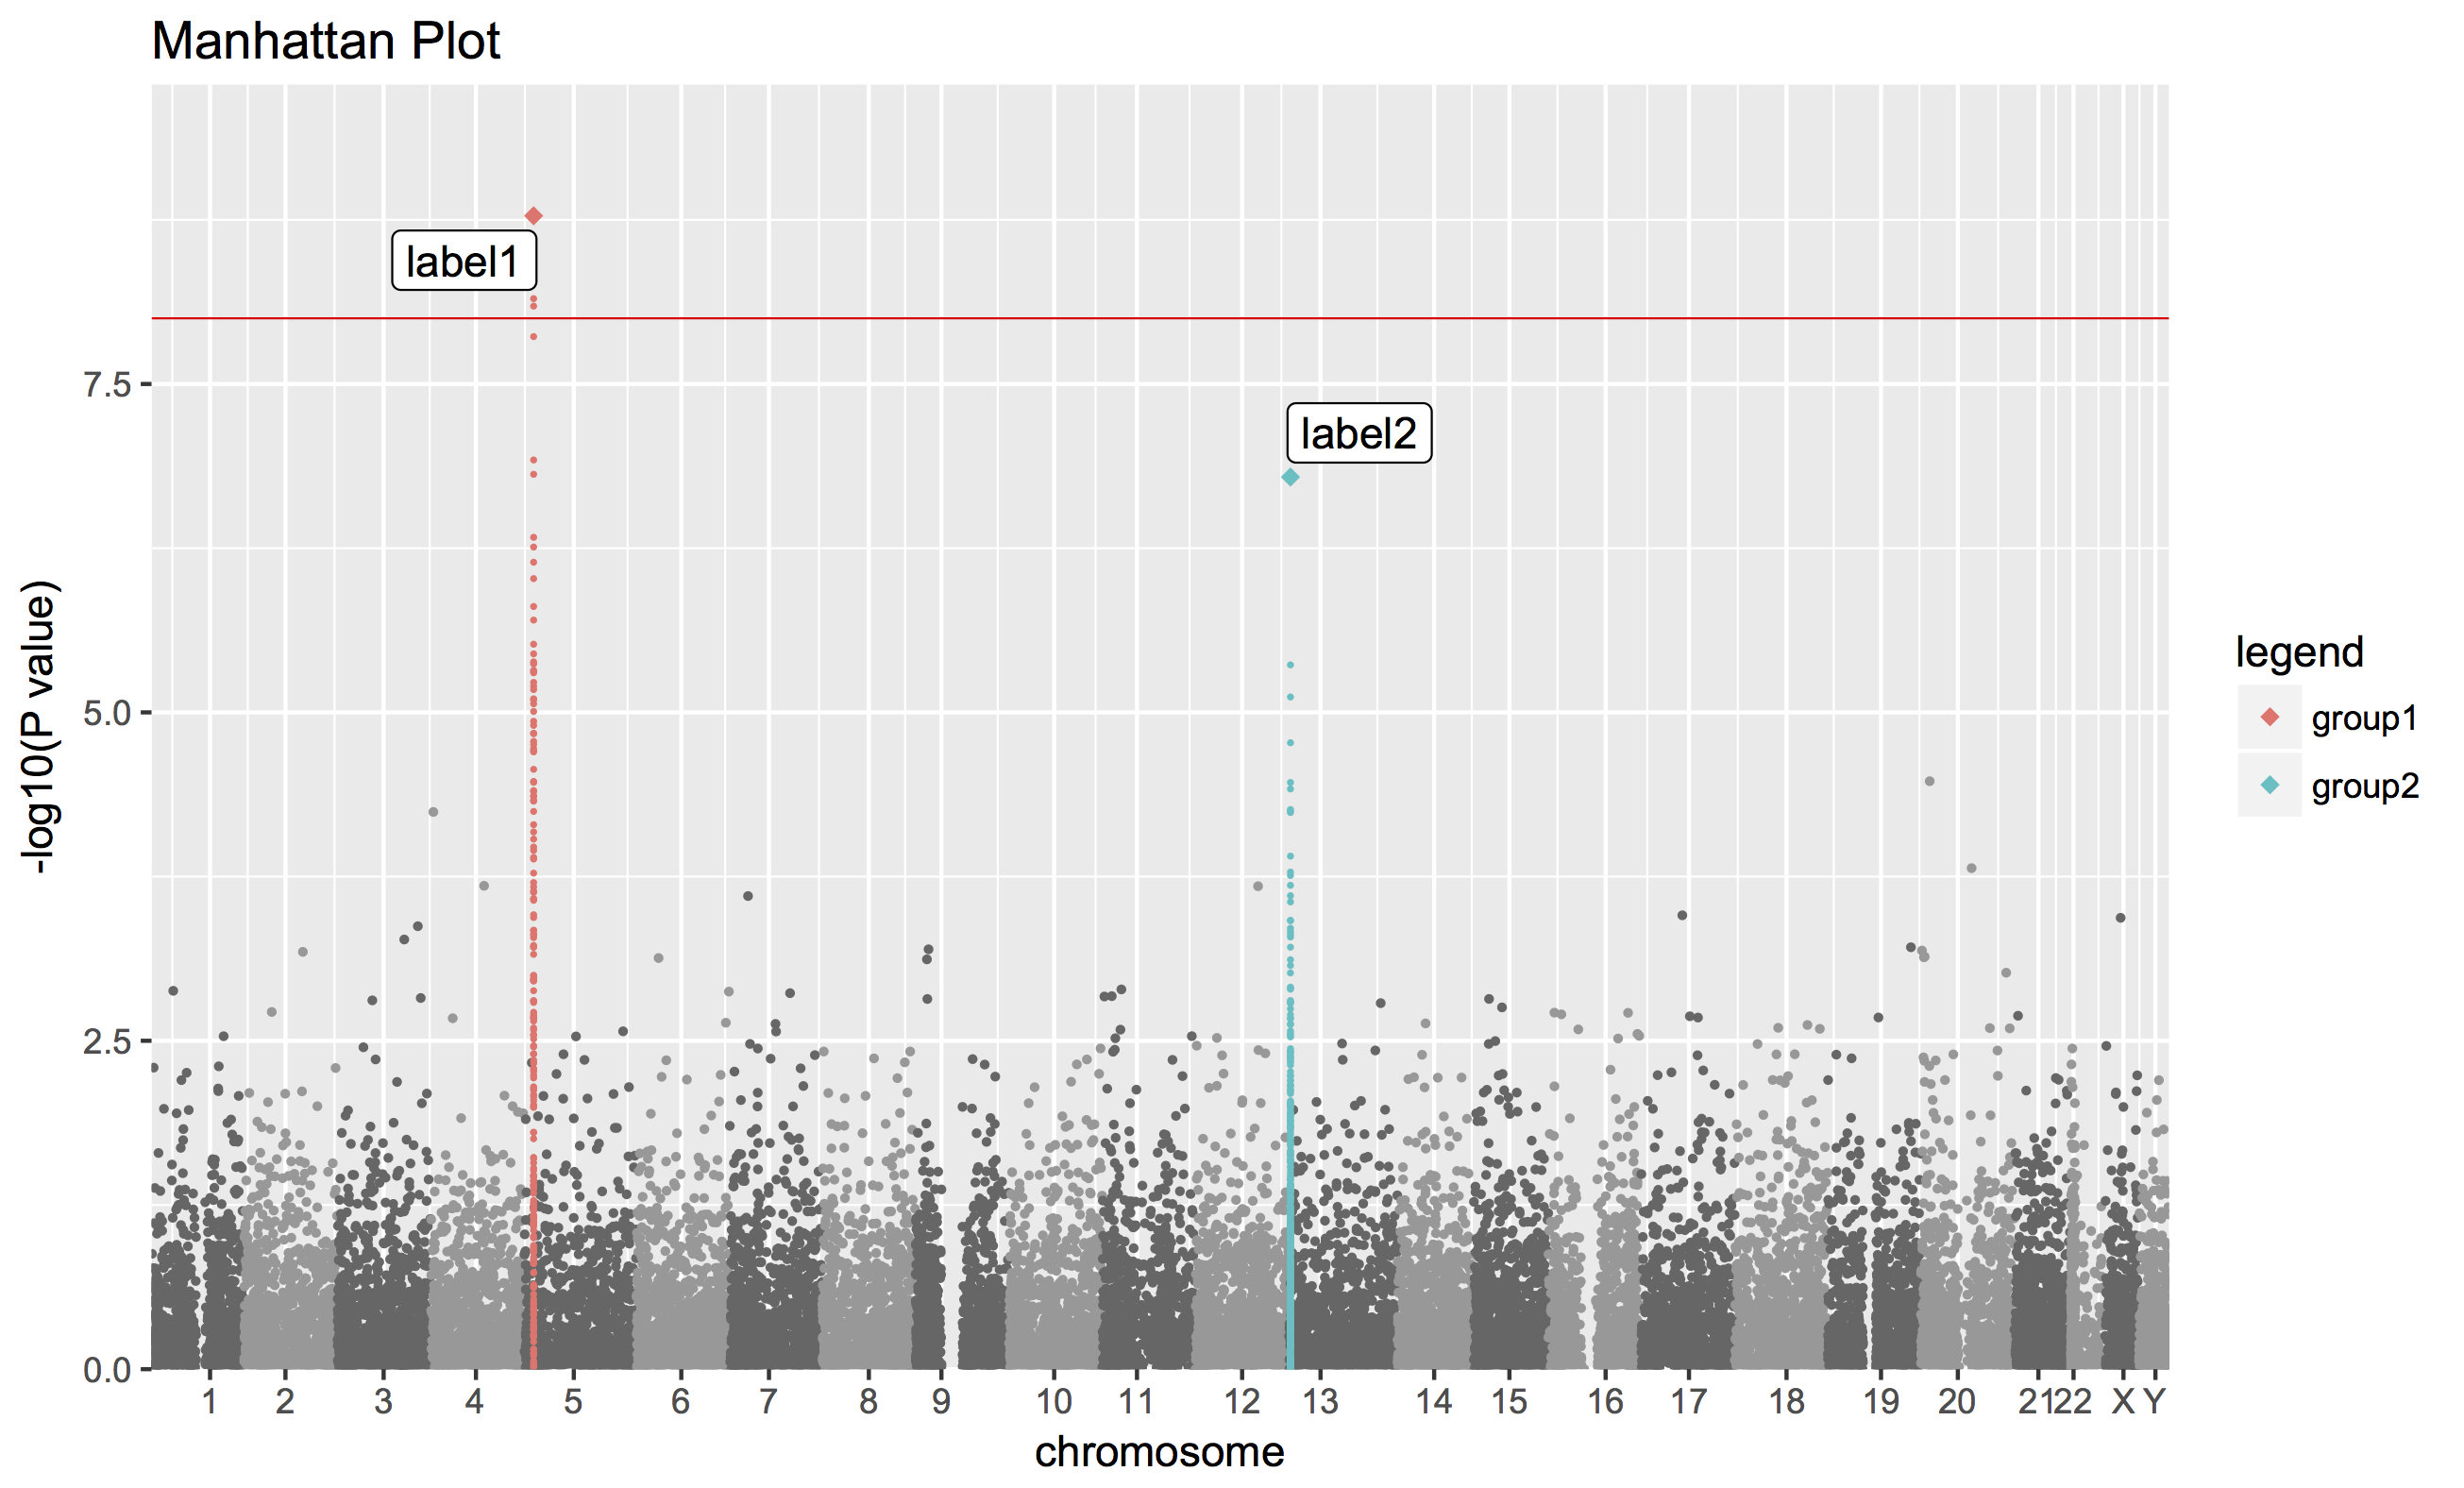 Manhattan Plot
label1
label2
7.5
5.0
2.5
0.0
-log10(P value)
1 2 3 4 5 6 7 8 9 10 11 12 13 14 15 16 17 18 19 20 21 22 X Y
chromosome
legend
group1
group2